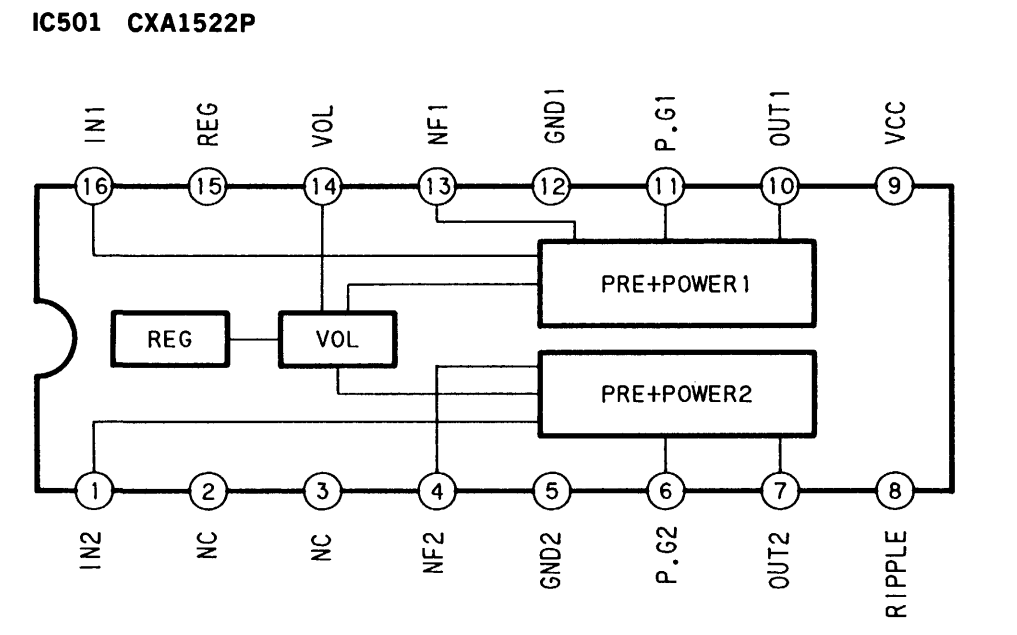 IC501 CXA1522P
IN1 REG VOL NF1 GND1 P.G1 OUT1 VCC
16 15 14 13 12 11 10 9
PRE+POWER1
REG VOL
PRE+POWER2
1 2 3 4 5 6 7 8
IN2 NC NC NF2 GND2 P.G2 OUT2 RIPPLE